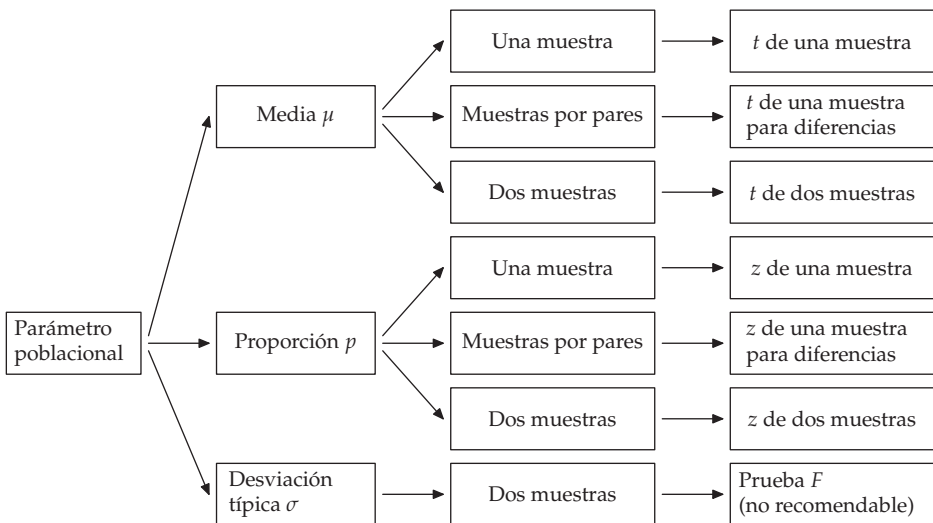 Parámetro
poblacional
Media μ
Una muestra
t de una muestra
Muestras por pares
t de una muestra
para diferencias
Dos muestras
t de dos muestras
Proporción p
Una muestra
z de una muestra
Muestras por pares
z de una muestra
para diferencias
Dos muestras
z de dos muestras
Desviación
típica σ
Dos muestras
Prueba F
(no recomendable)